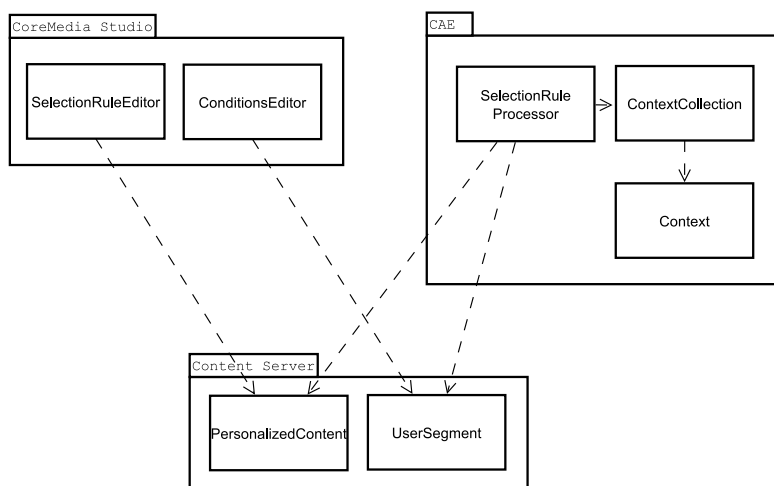 CoreMedia Studio
SelectionRuleEditor
ConditionsEditor
CAE
SelectionRule
Processor
ContextCollection
Context
Content Server
PersonalizedContent
UserSegment